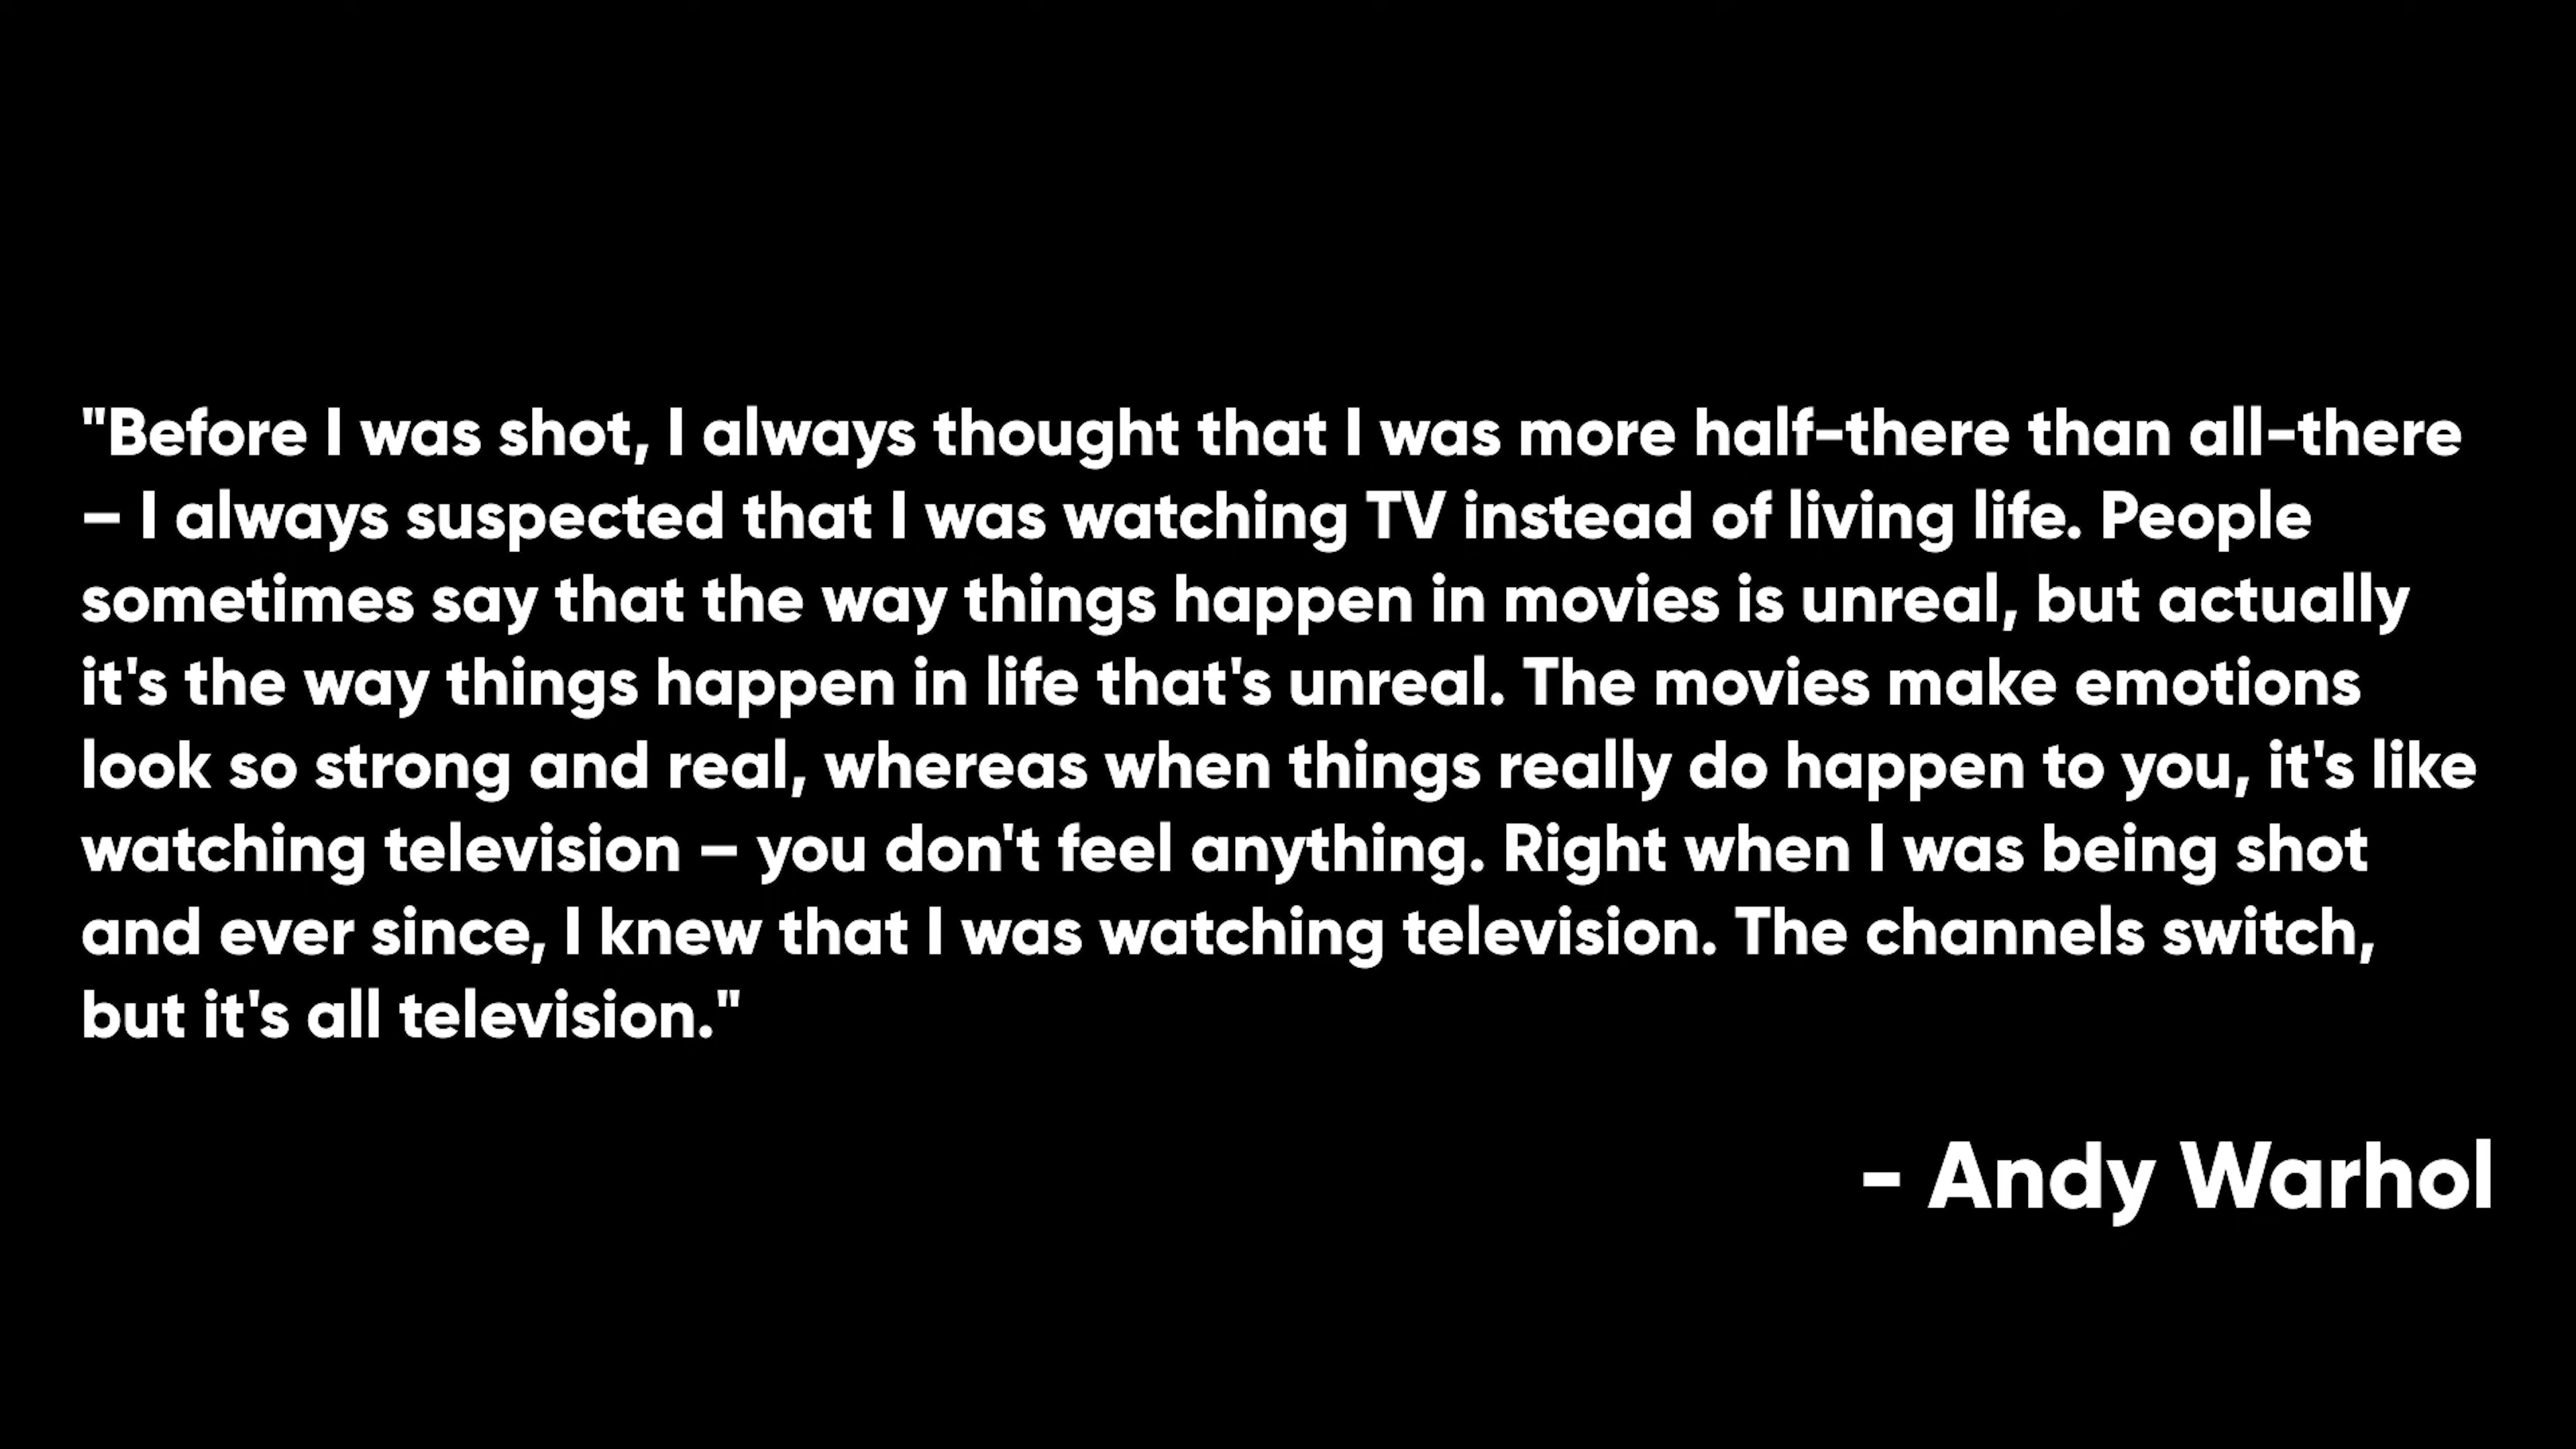 "Before I was shot, I always thought that I was more half-there than all-there
– I always suspected that I was watching TV instead of living life. People
sometimes say that the way things happen in movies is unreal, but actually
it's the way things happen in life that's unreal. The movies make emotions
look so strong and real, whereas when things really do happen to you, it's like
watching television – you don't feel anything. Right when I was being shot
and ever since, I knew that I was watching television. The channels switch,
but it's all television."
- Andy Warhol